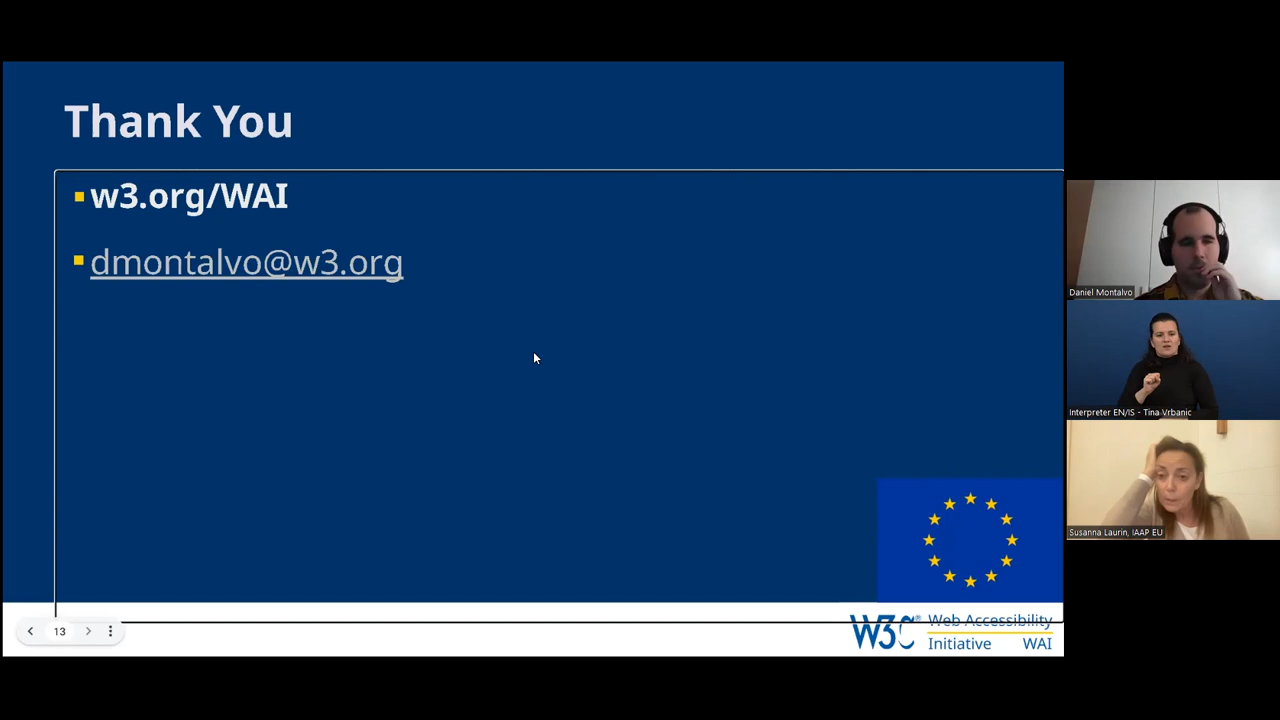 Thank You
w3.org/WAI
dmontalvo@w3.org
13
W3C® Web Accessibility
Initiative WAI
Daniel Montalvo
Interpreter EN/IS - Tina Vrbanic
Susanna Laurin, IAAP EU